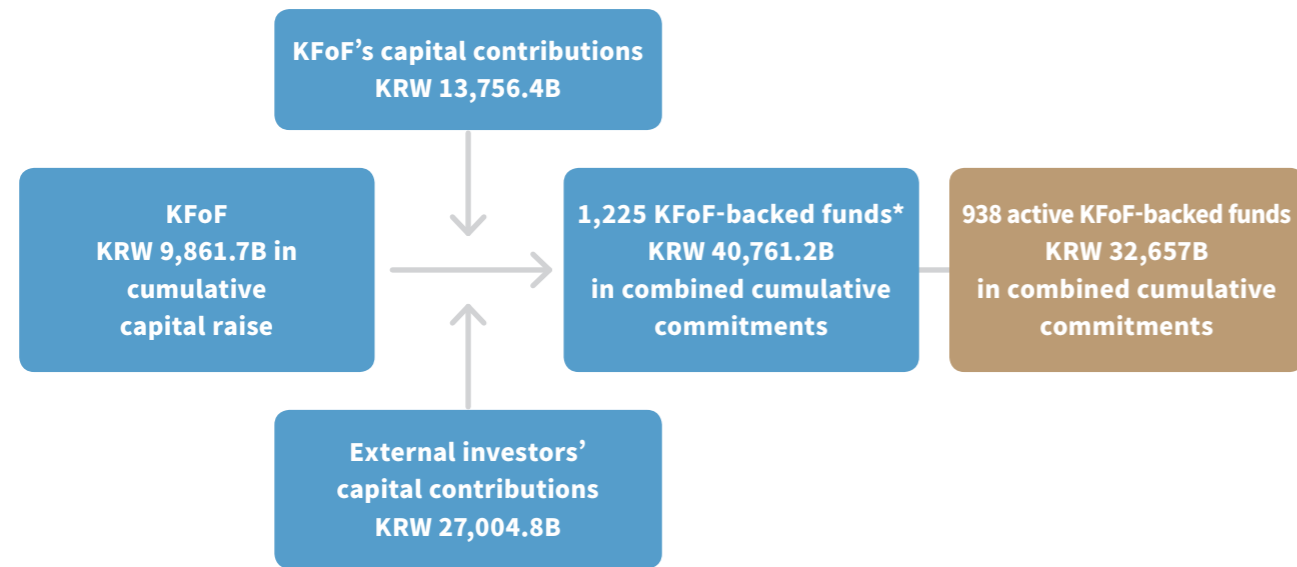 KFoF’s capital contributions
KRW 13,756.4B
KFoF
KRW 9,861.7B in
cumulative
capital raise
1,225 KFoF-backed funds*
KRW 40,761.2B
in combined cumulative
commitments
938 active KFoF-backed funds
KRW 32,657B
in combined cumulative
commitments
External investors’
capital contributions
KRW 27,004.8B